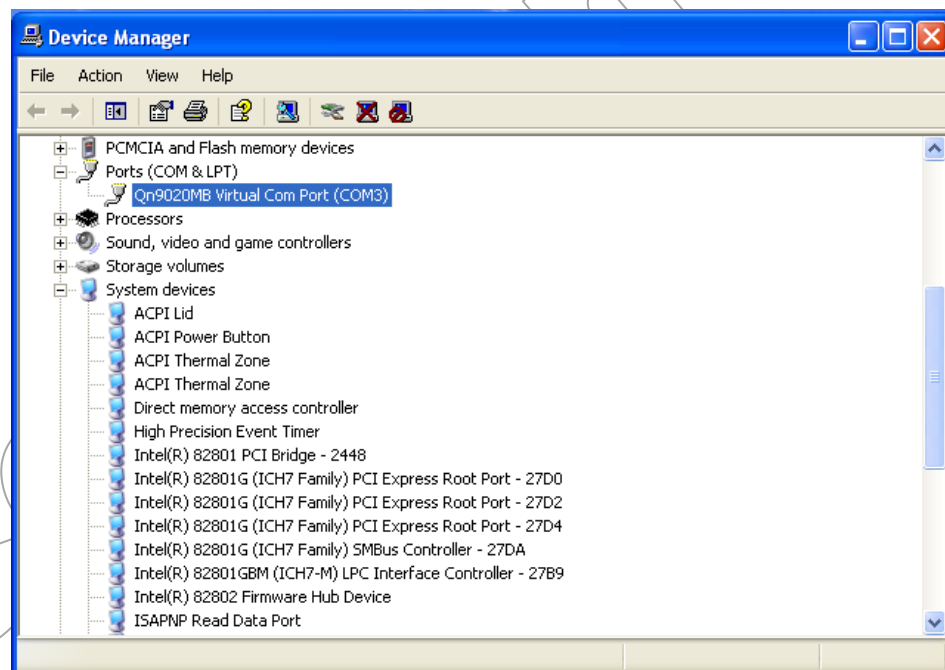 Device Manager
File Action View Help
PCMCIA and Flash memory devices
Ports (COM & LPT)
Qn9020MB Virtual Com Port (COM3)
Processors
Sound, video and game controllers
Storage volumes
System devices
ACPI Lid
ACPI Power Button
ACPI Thermal Zone
ACPI Thermal Zone
Direct memory access controller
High Precision Event Timer
Intel(R) 82801 PCI Bridge - 2448
Intel(R) 82801G (ICH7 Family) PCI Express Root Port - 27D0
Intel(R) 82801G (ICH7 Family) PCI Express Root Port - 27D2
Intel(R) 82801G (ICH7 Family) PCI Express Root Port - 27D4
Intel(R) 82801G (ICH7 Family) SMBus Controller - 27DA
Intel(R) 82801GBM (ICH7-M) LPC Interface Controller - 27B9
Intel(R) 82802 Firmware Hub Device
ISAPNP Read Data Port